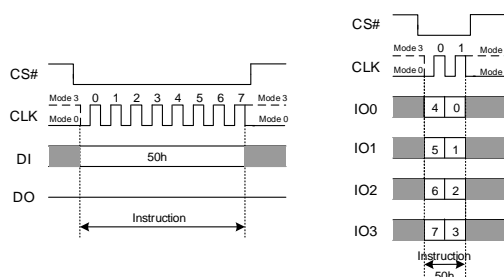 CS#
Mode 3 0 1 2 3 4 5 6 7 Mode 3
CLK Mode 0 Mode 0
DI 50h
DO
Instruction
CS#
Mode 3 0 1 Mode
CLK Mode 0 Mode
IO0 4 0
IO1 5 1
IO2 6 2
IO3 7 3
Instruction
50h